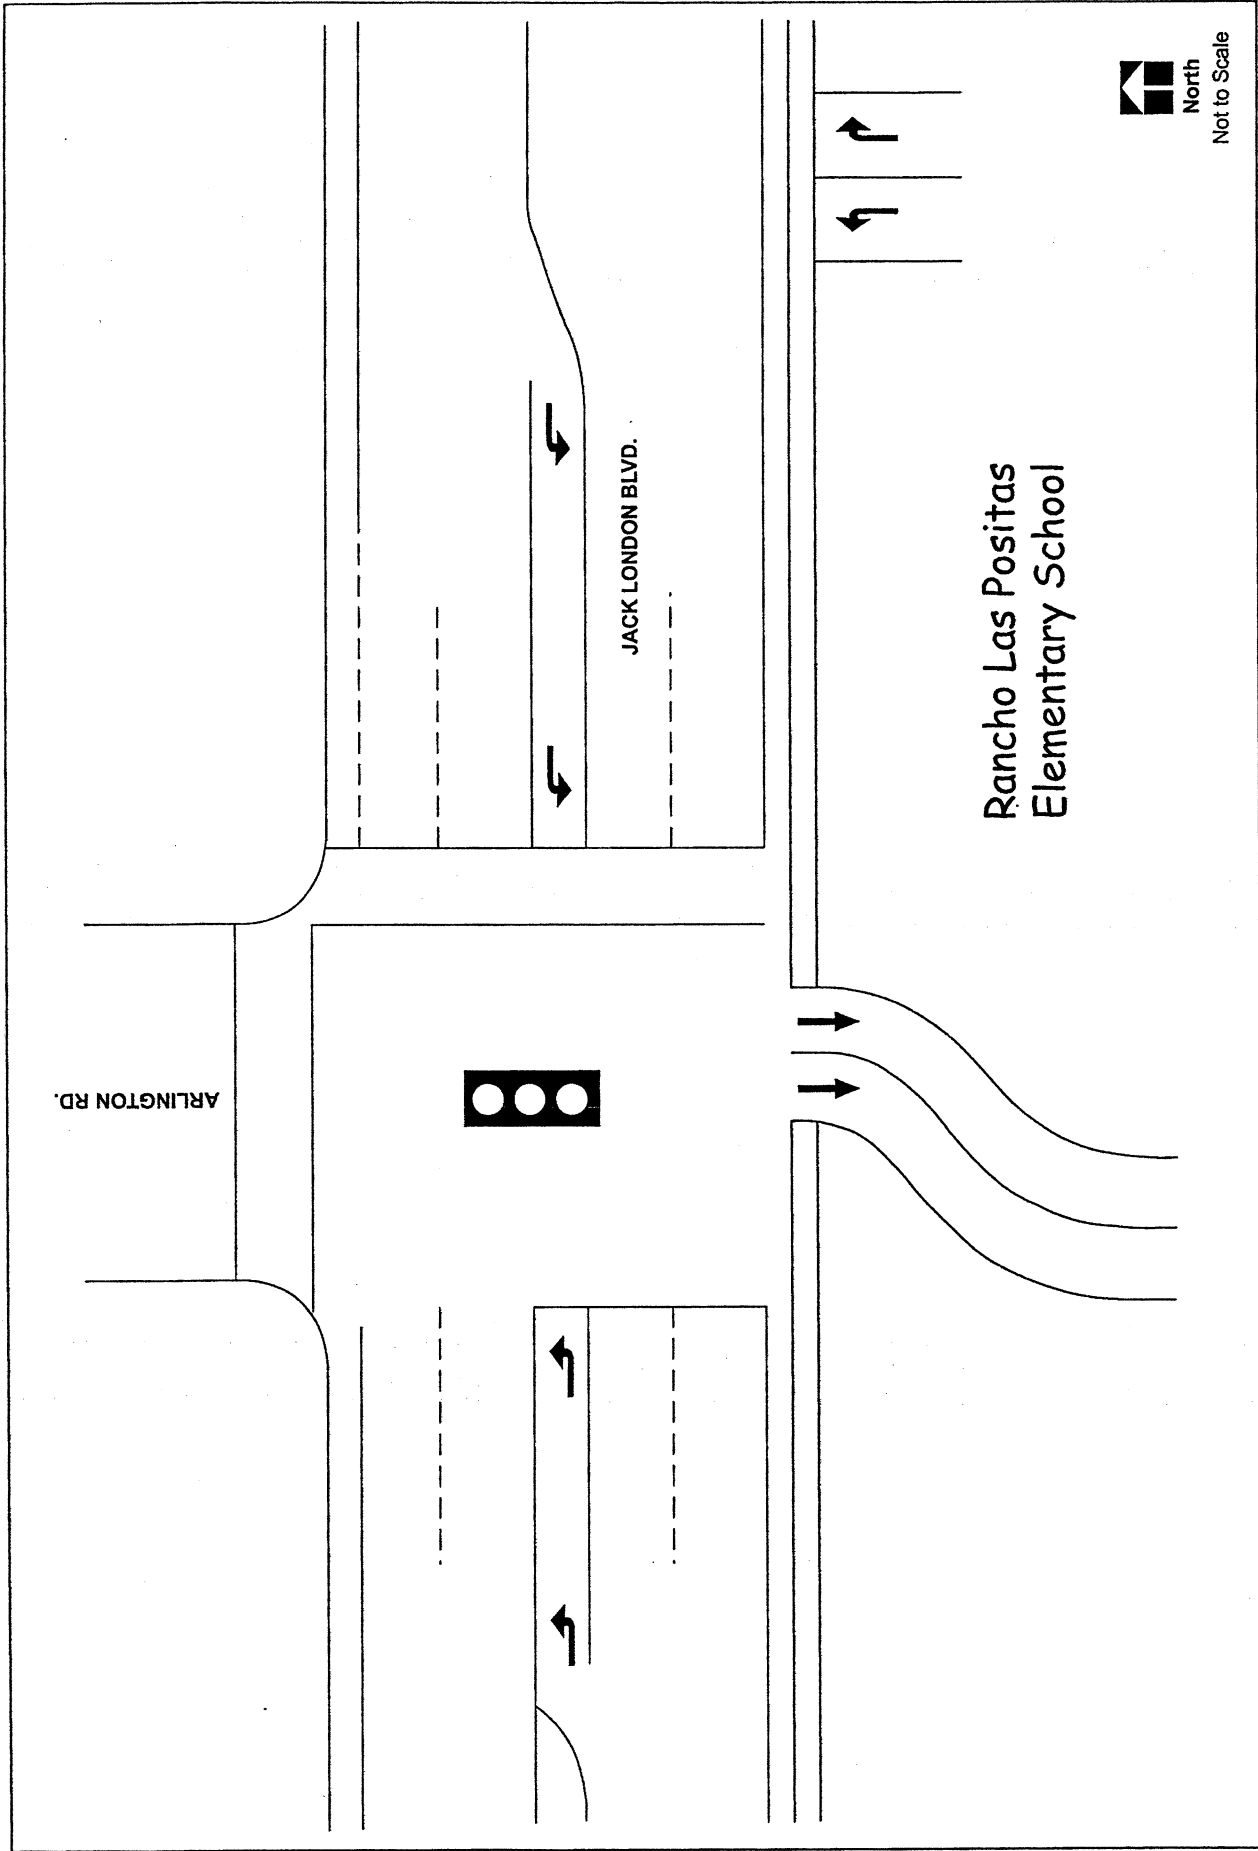 ARLINGTON RD.
JACK LONDON BLVD.
Rancho Las Positas
Elementary School
North
Not to Scale